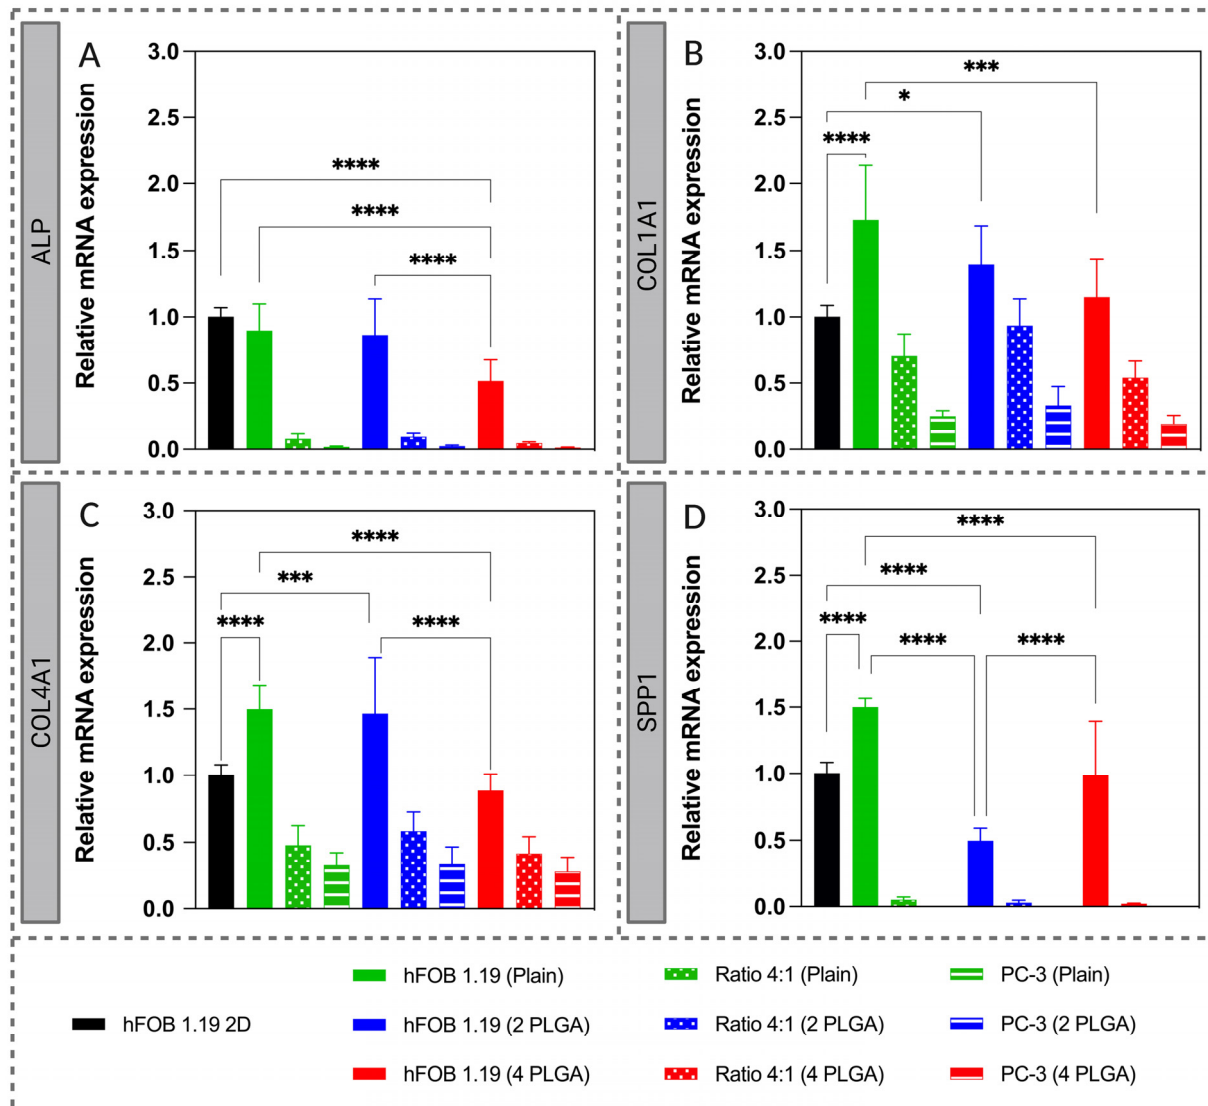 ALP
A
Relative mRNA expression
3.0
2.5
2.0
1.5
1.0
0.5
0.0
****
****
****
COL1A1
B
Relative mRNA expression
3.0
2.5
2.0
1.5
1.0
0.5
0.0
***
*
****
COL4A1
C
Relative mRNA expression
3.0
2.5
2.0
1.5
1.0
0.5
0.0
****
***
****
****
SPP1
D
Relative mRNA expression
3.0
2.5
2.0
1.5
1.0
0.5
0.0
****
****
****
****
****
hFOB 1.19 2D
hFOB 1.19 (Plain)
hFOB 1.19 (2 PLGA)
hFOB 1.19 (4 PLGA)
Ratio 4:1 (Plain)
Ratio 4:1 (2 PLGA)
Ratio 4:1 (4 PLGA)
PC-3 (Plain)
PC-3 (2 PLGA)
PC-3 (4 PLGA)